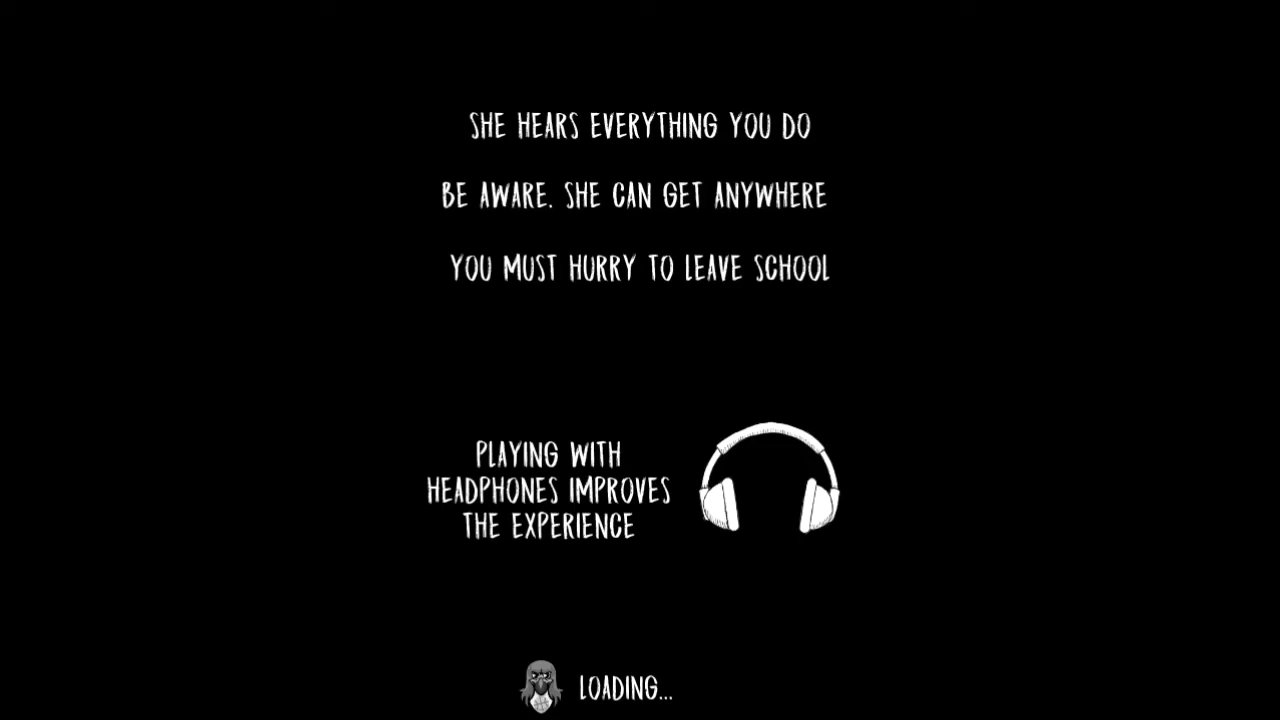 SHE HEARS EVERYTHING YOU DO
BE AWARE. SHE CAN GET ANYWHERE
YOU MUST HURRY TO LEAVE SCHOOL
PLAYING WITH
HEADPHONES IMPROVES
THE EXPERIENCE
LOADING...